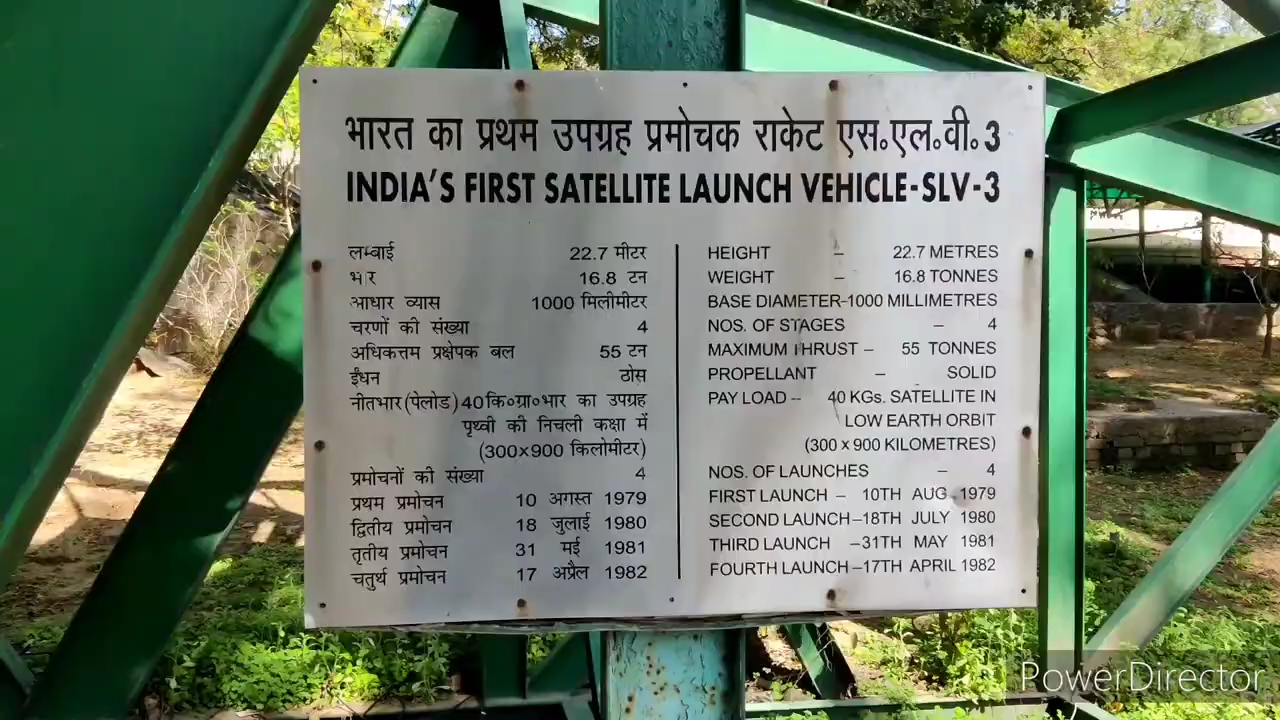 भारत का प्रथम उपग्रह प्रमोचक राकेट एस॰एल॰वी॰3
INDIA'S FIRST SATELLITE LAUNCH VEHICLE-SLV-3
लम्बाई 22.7 मीटर
भार 16.8 टन
आधार व्यास 1000 मिलीमीटर
चरणों की संख्या 4
अधिकत्तम प्रक्षेपक बल 55 टन
ईंधन ठोस
नीतभार (पेलोड) 40 कि॰ग्रा॰भार का उपग्रह
पृथ्वी की निचली कक्षा में
(300×900 किलोमीटर)
प्रमोचनों की संख्या 4
प्रथम प्रमोचन 10 अगस्त 1979
द्वितीय प्रमोचन 18 जुलाई 1980
तृतीय प्रमोचन 31 मई 1981
चतुर्थ प्रमोचन 17 अप्रैल 1982
HEIGHT – 22.7 METRES
WEIGHT – 16.8 TONNES
BASE DIAMETER–1000 MILLIMETRES
NOS. OF STAGES – 4
MAXIMUM THRUST – 55 TONNES
PROPELLANT – SOLID
PAY LOAD – 40 KGs. SATELLITE IN
LOW EARTH ORBIT
(300 × 900 KILOMETRES)
NOS. OF LAUNCHES – 4
FIRST LAUNCH – 10TH AUG 1979
SECOND LAUNCH–18TH JULY 1980
THIRD LAUNCH –31TH MAY 1981
FOURTH LAUNCH–17TH APRIL 1982
PowerDirector